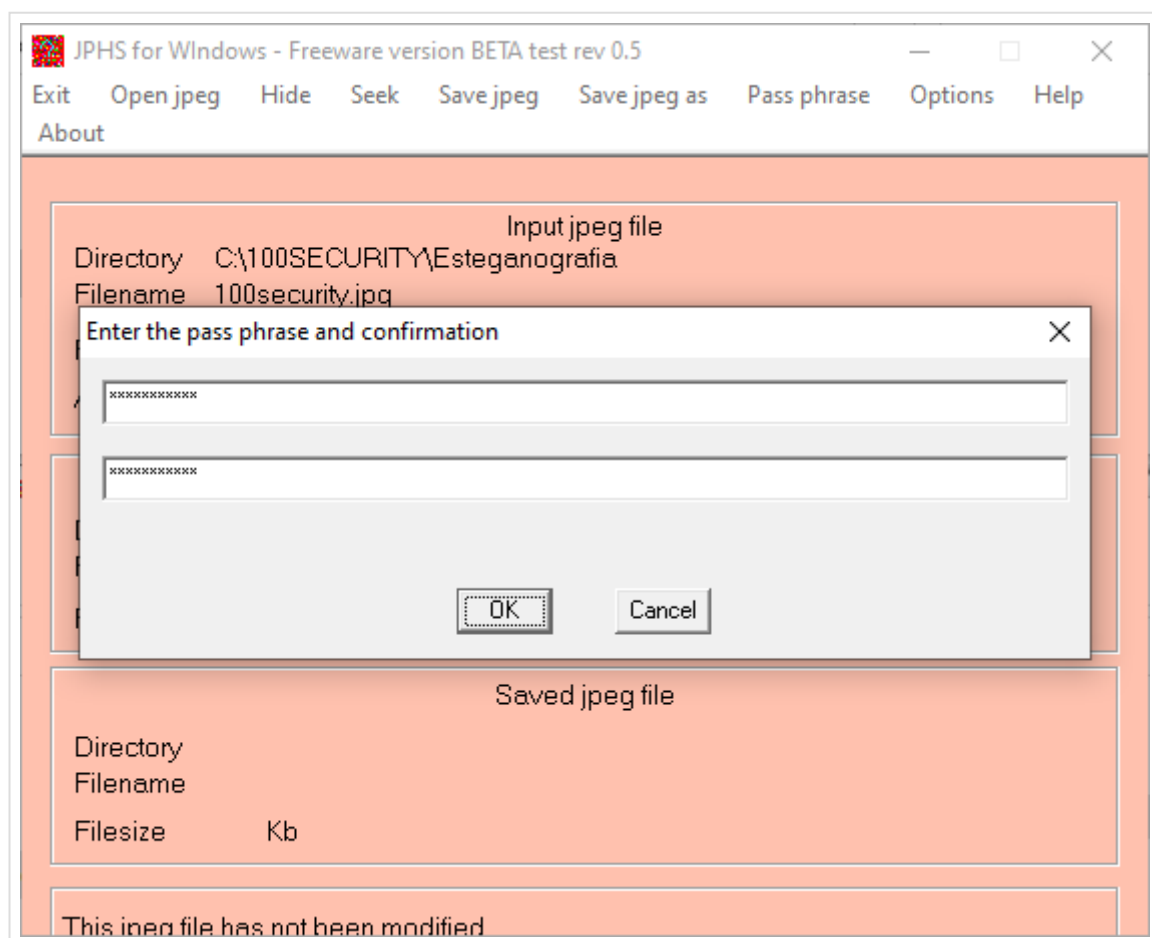 JPHS for WIndows - Freeware version BETA test rev 0.5
Exit Open jpeg Hide Seek Save jpeg Save jpeg as Pass phrase Options Help
About
Input jpeg file
Directory C:\100SECURITY\Esteganografia
Filename 100security.jpg
Enter the pass phrase and confirmation
***********
***********
OK Cancel
Saved jpeg file
Directory
Filename
Filesize Kb
This jpeg file has not been modified